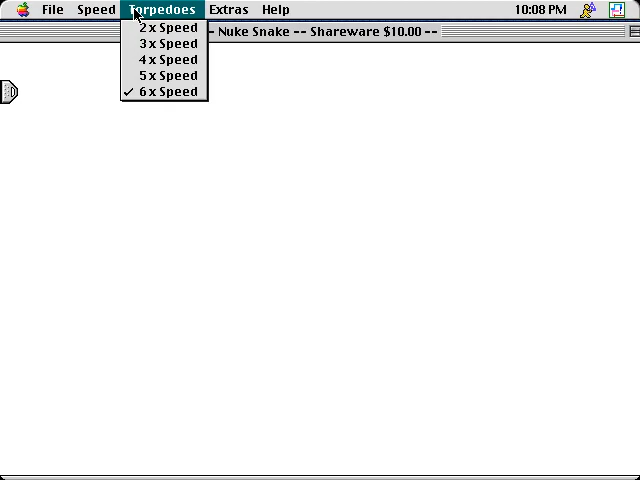 File Speed Torpedoes Extras Help 10:08 PM
-- Nuke Snake -- Shareware $10.00 --
2 x Speed
3 x Speed
4 x Speed
5 x Speed
✓ 6 x Speed